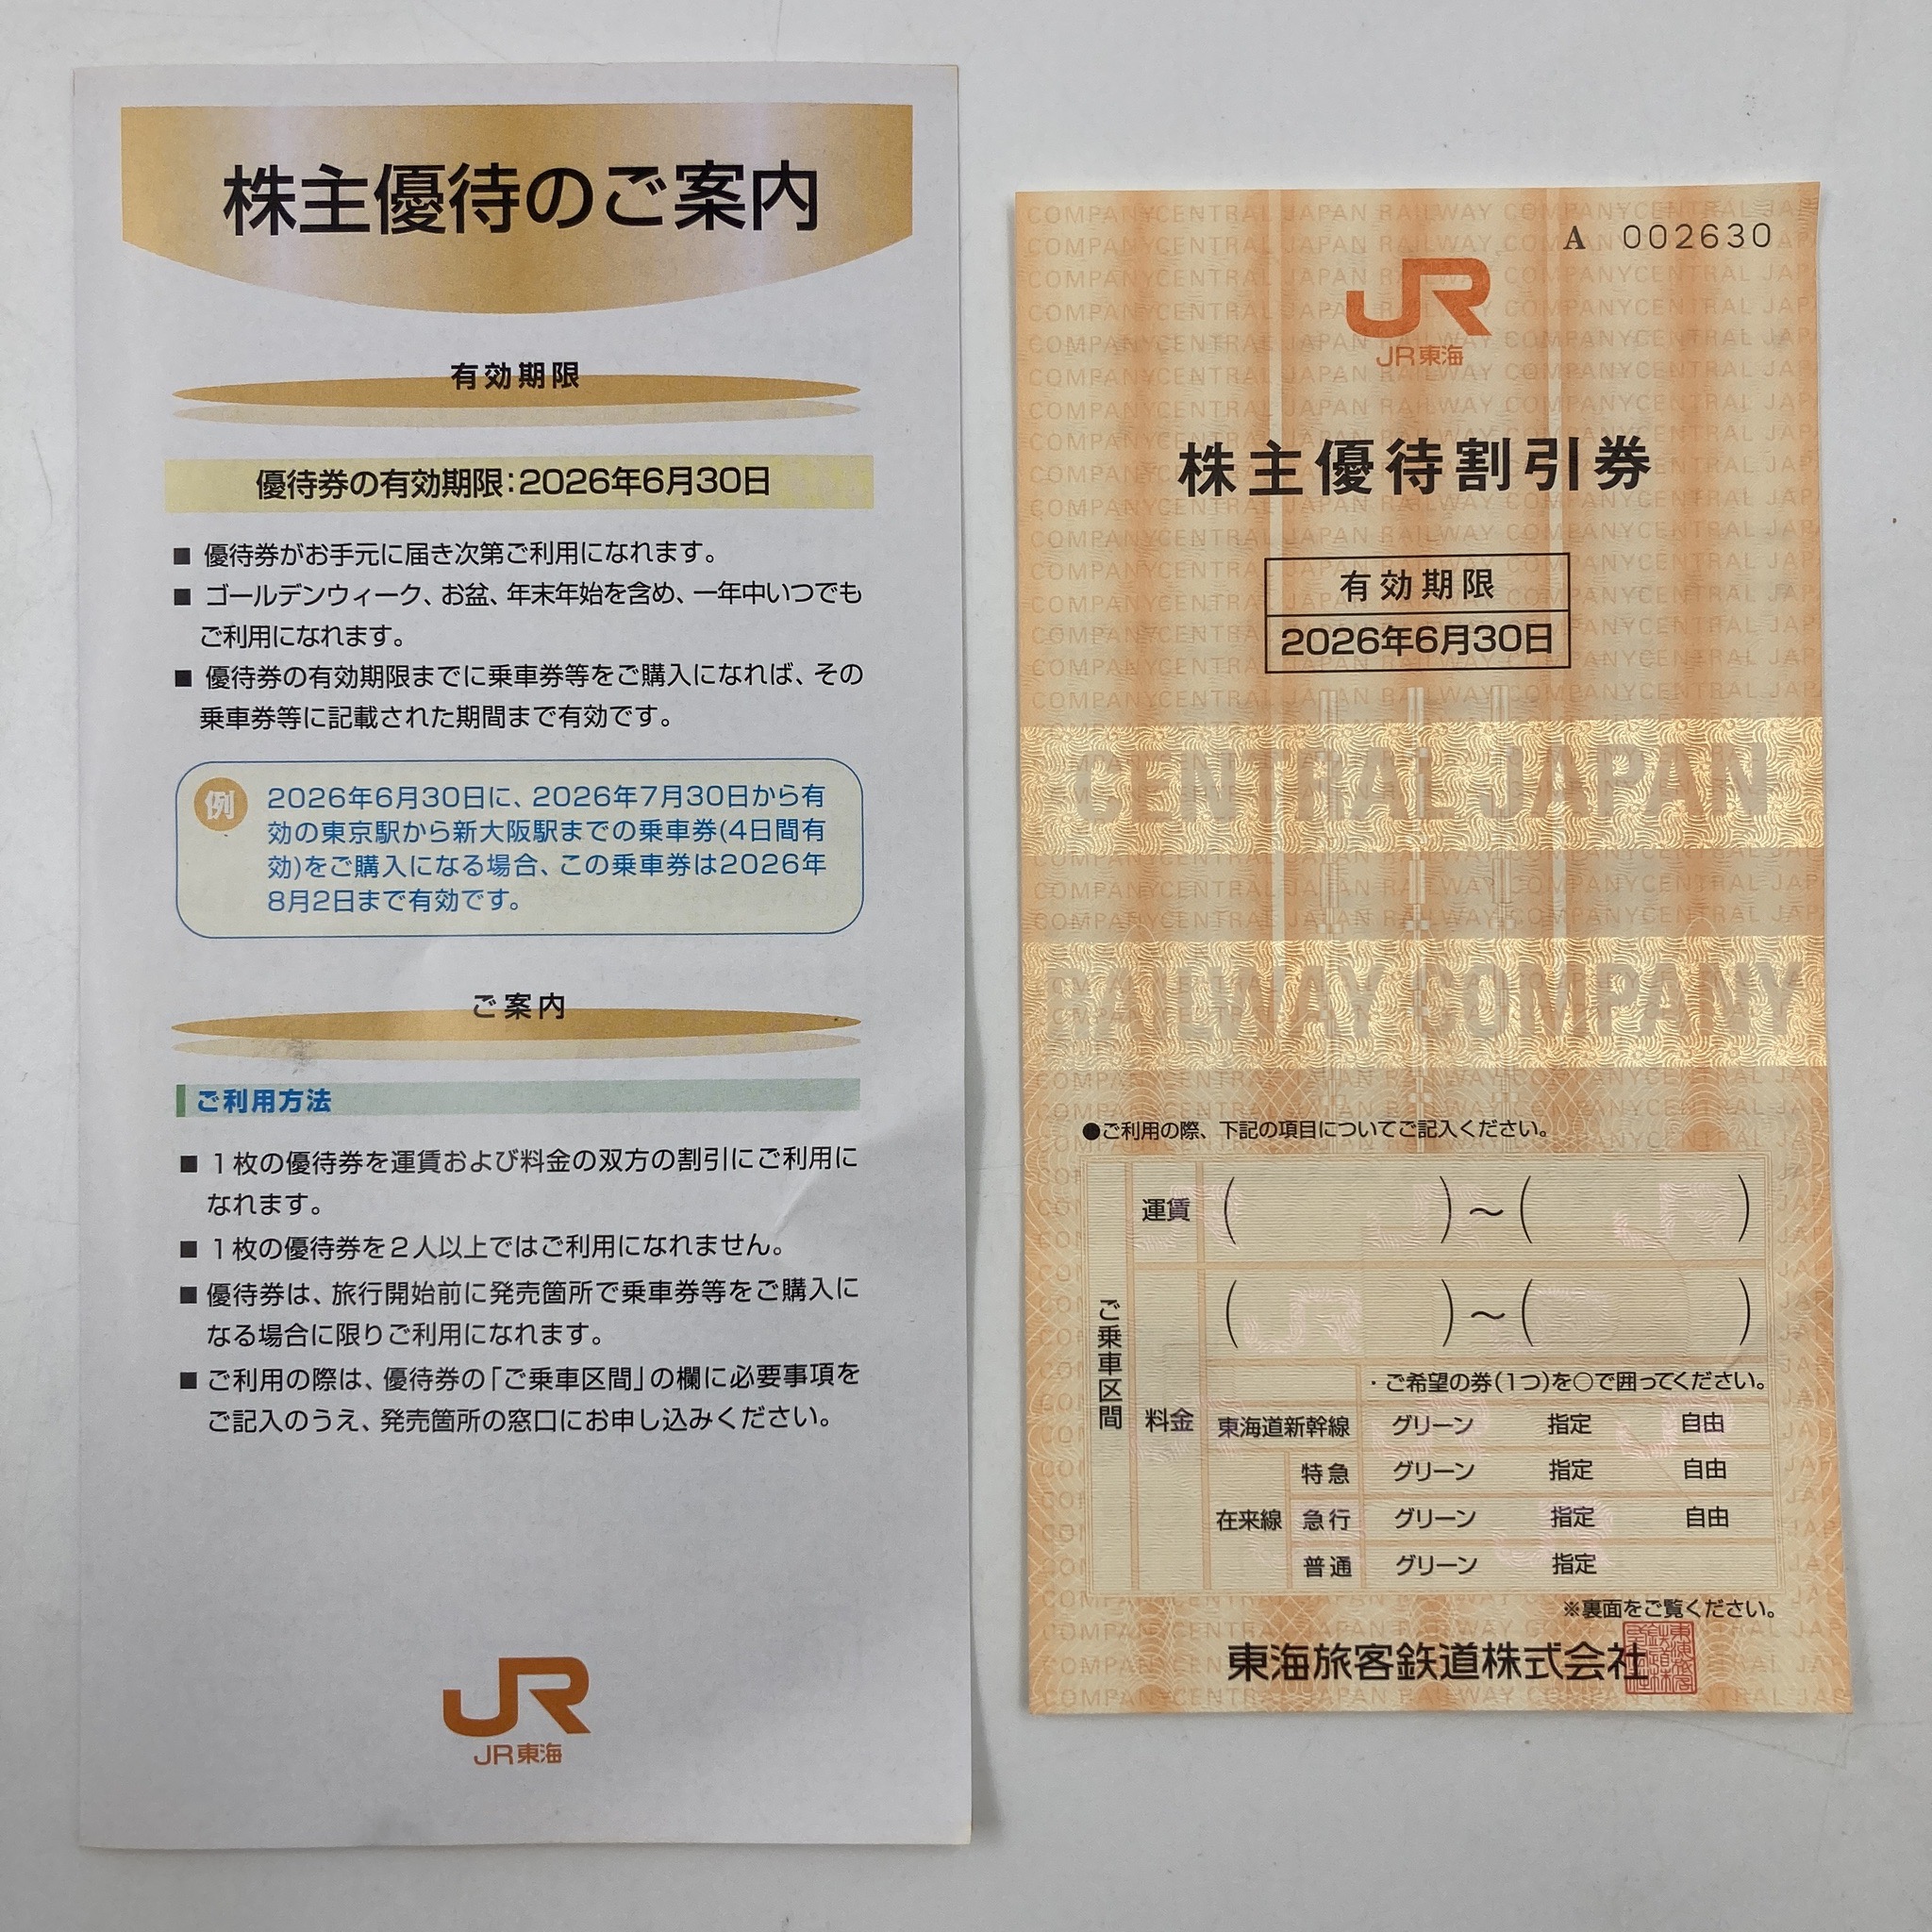 株主優待のご案内
有効期限
優待券の有効期限：2026年6月30日
■ 優待券がお手元に届き次第ご利用になれます。
■ ゴールデンウィーク、お盆、年末年始を含め、一年中いつでも
ご利用になれます。
■ 優待券の有効期限までに乗車券等をご購入になれば、その
乗車券等に記載された期間まで有効です。
例
2026年6月30日に、2026年7月30日から有
効の東京駅から新大阪駅までの乗車券(4日間有
効)をご購入になる場合、この乗車券は2026年
8月2日まで有効です。
ご案内
ご利用方法
■ 1枚の優待券を運賃および料金の双方の割引にご利用に
なれます。
■ 1枚の優待券を2人以上ではご利用になれません。
■ 優待券は、旅行開始前に発売箇所で乗車券等をご購入に
なる場合に限りご利用になれます。
■ ご利用の際は、優待券の「ご乗車区間」の欄に必要事項を
ご記入のうえ、発売箇所の窓口にお申し込みください。
JR
JR東海
A 002630
JR
JR東海
株主優待割引券
有効期限
2026年6月30日
CENTRAL JAPAN
RAILWAY COMPANY
●ご利用の際、下記の項目についてご記入ください。
ご乗車区間
運賃 ( ) ～ ( )
料金 ( ) ～ ( )
・ご希望の券(1つ)を○で囲ってください。
東海道新幹線 グリーン 指定 自由
在来線 特急 グリーン 指定 自由
急行 グリーン 指定 自由
普通 グリーン 指定
※裏面をご覧ください。
東海旅客鉄道株式会社